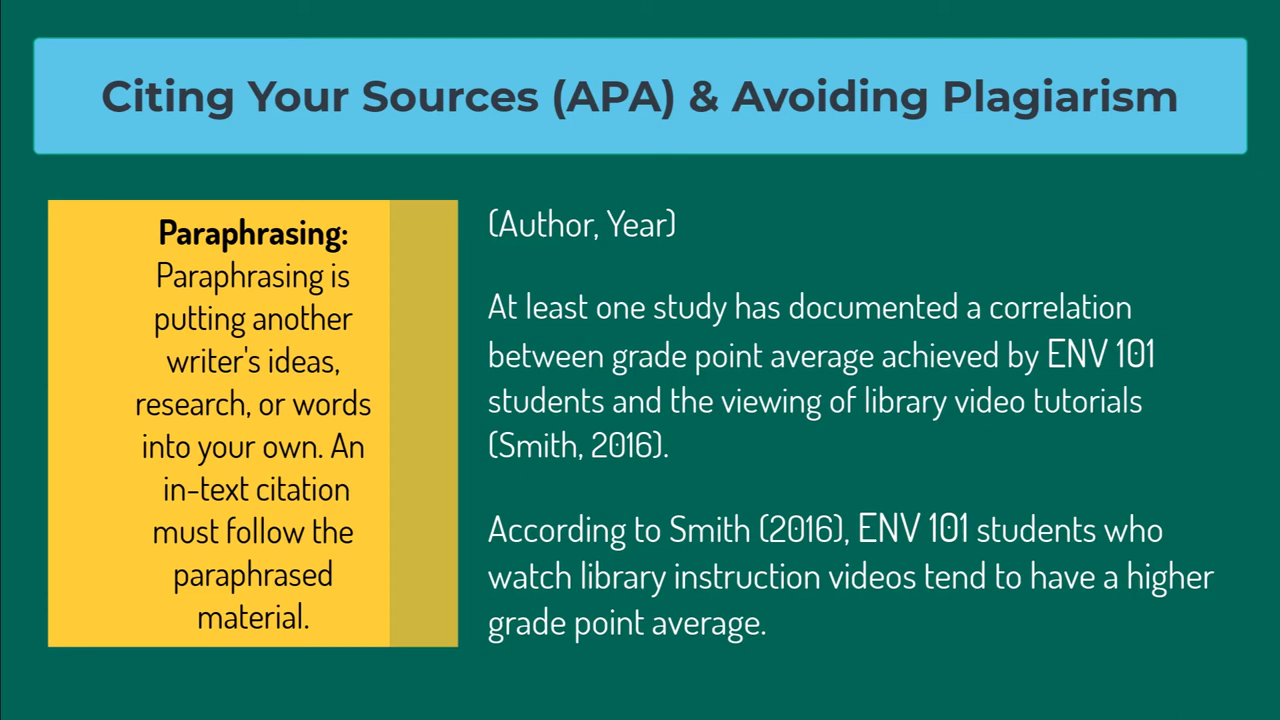 Citing Your Sources (APA) & Avoiding Plagiarism
Paraphrasing:
Paraphrasing is
putting another
writer's ideas,
research, or words
into your own. An
in-text citation
must follow the
paraphrased
material.
(Author, Year)
At least one study has documented a correlation
between grade point average achieved by ENV 101
students and the viewing of library video tutorials
(Smith, 2016).
According to Smith (2016), ENV 101 students who
watch library instruction videos tend to have a higher
grade point average.